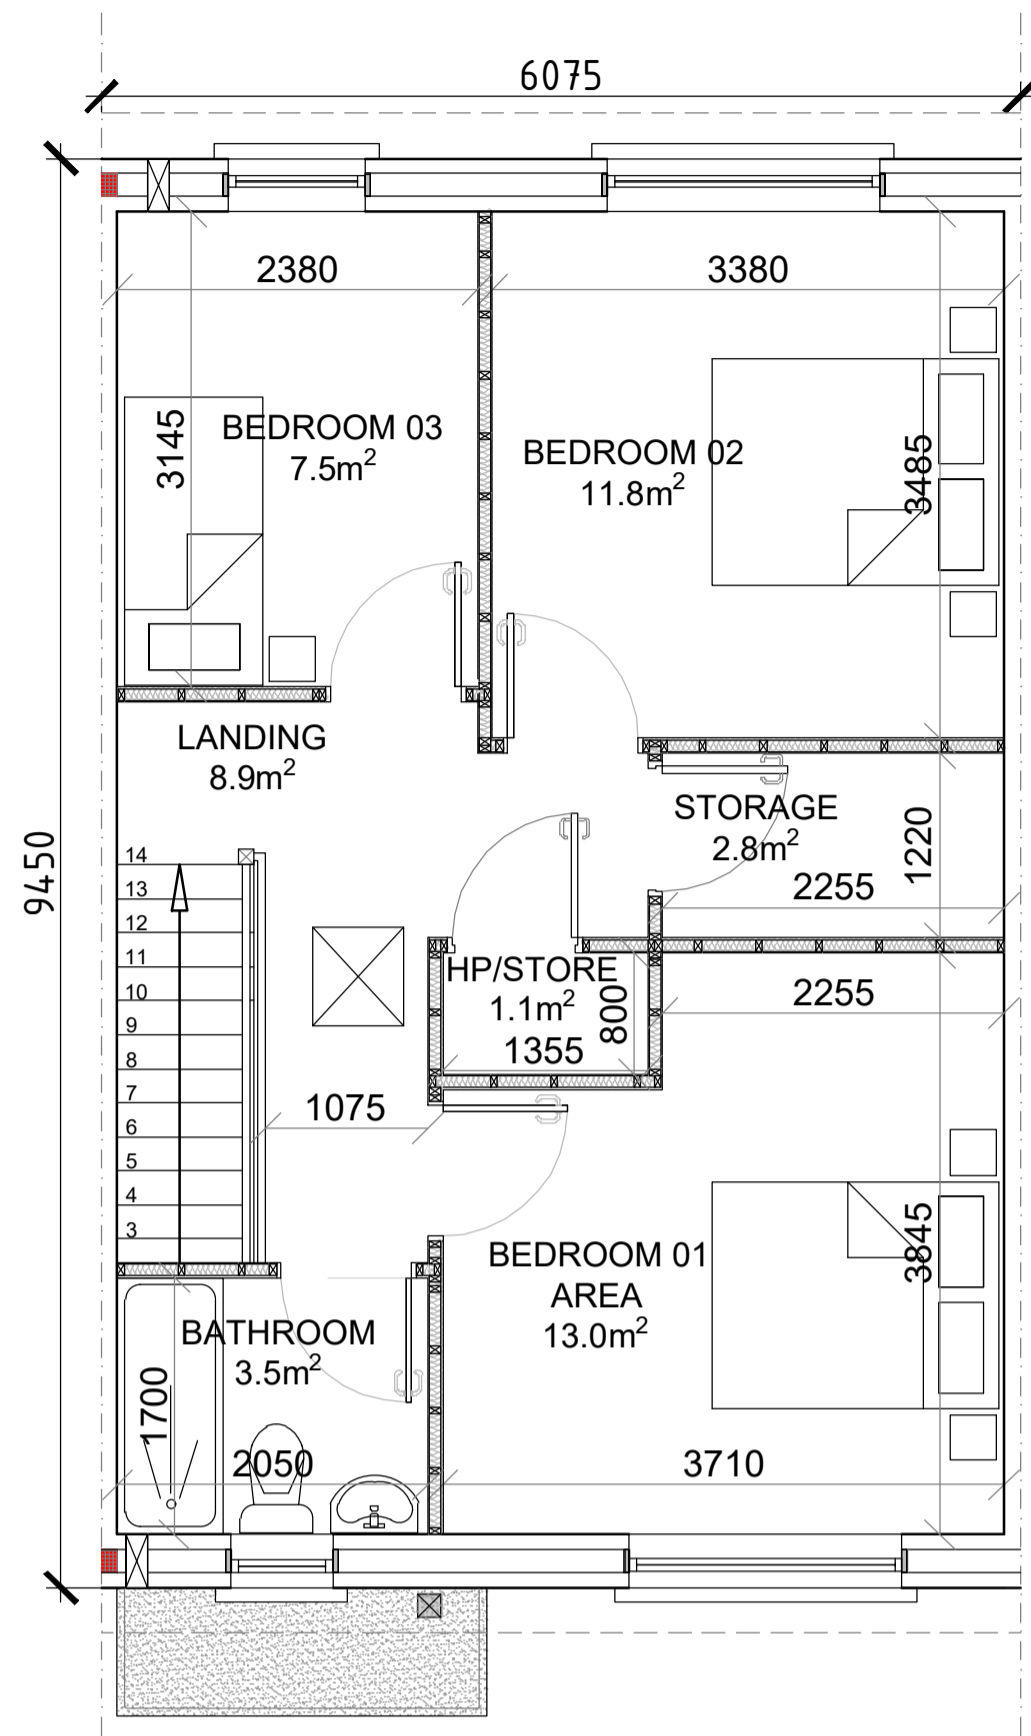 6075
9450
2380
3380
3145
BEDROOM 03
7.5m²
BEDROOM 02
11.8m²
3485
LANDING
8.9m²
STORAGE
2.8m²
1220
2255
14
13
12
11
10
9
8
7
6
5
4
3
HP/STORE
1.1m²
800
1355
2255
1075
BEDROOM 01
AREA
13.0m²
3845
BATHROOM
3.5m²
1700
2050
3710